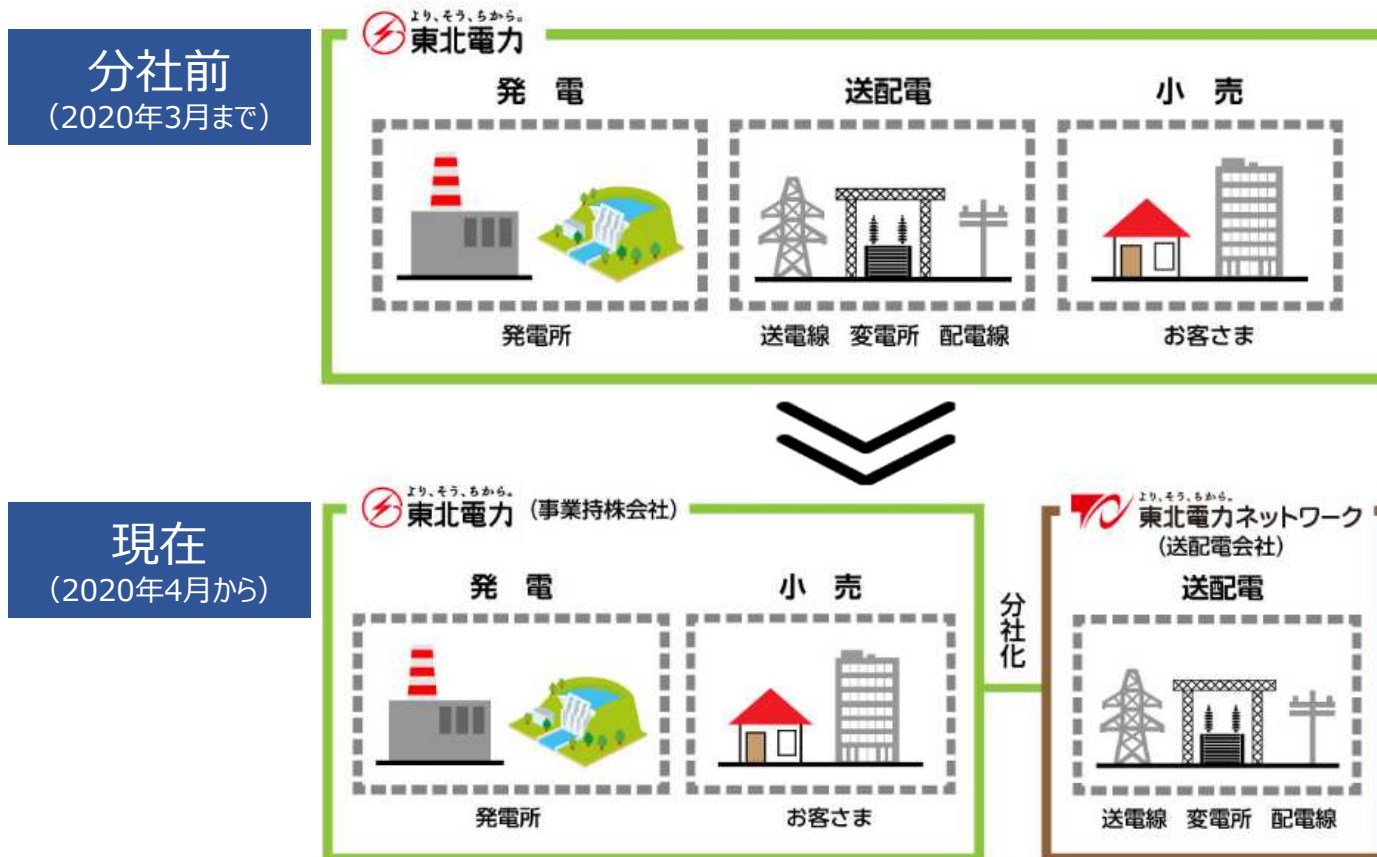 分社前
（2020年3月まで）
より、そう、ちから。
東北電力
発 電
送配電
小 売
発電所
送電線 変電所 配電線
お客さま
現在
（2020年4月から）
より、そう、ちから。
東北電力（事業持株会社）
発 電
小 売
発電所
お客さま
分社化
より、そう、ちから。
東北電力ネットワーク
（送配電会社）
送配電
送電線 変電所 配電線